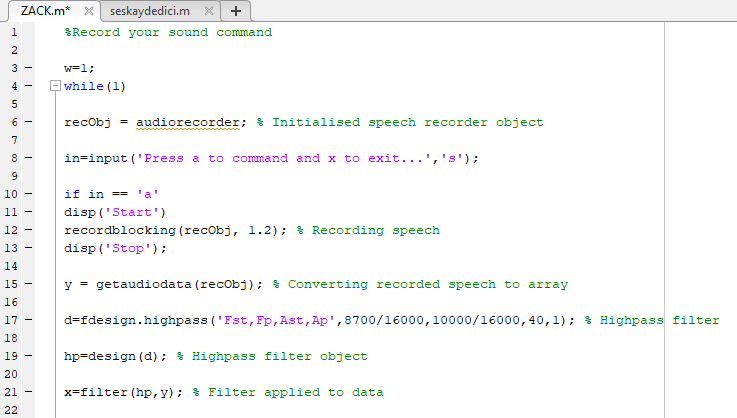 ZACK.m* × seskaydedici.m × +
1 %Record your sound command
2
3 – w=1;
4 – while(1)
5
6 – recObj = audiorecorder; % Initialised speech recorder object
7
8 – in=input('Press a to command and x to exit...','s');
9
10 – if in == 'a'
11 – disp('Start')
12 – recordblocking(recObj, 1.2); % Recording speech
13 – disp('Stop');
14
15 – y = getaudiodata(recObj); % Converting recorded speech to array
16
17 – d=fdesign.highpass('Fst,Fp,Ast,Ap',8700/16000,10000/16000,40,1); % Highpass filter
18
19 – hp=design(d); % Highpass filter object
20
21 – x=filter(hp,y); % Filter applied to data
22